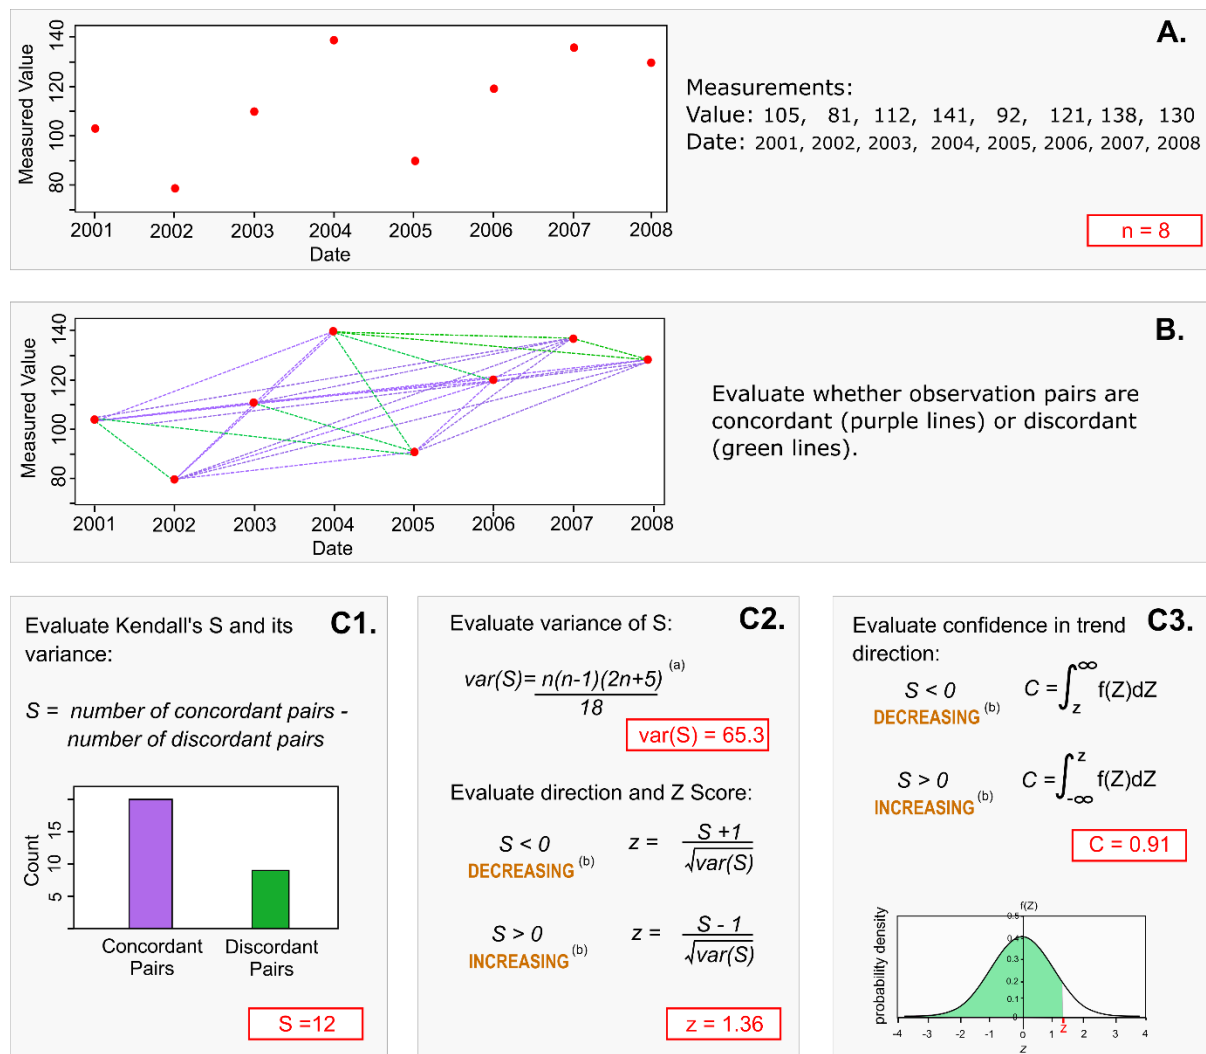 A.
Measured Value
140
120
100
80
2001 2002 2003 2004 2005 2006 2007 2008
Date
Measurements:
Value: 105, 81, 112, 141, 92, 121, 138, 130
Date: 2001, 2002, 2003, 2004, 2005, 2006, 2007, 2008
n = 8
B.
Measured Value
140
120
100
80
2001 2002 2003 2004 2005 2006 2007 2008
Date
Evaluate whether observation pairs are
concordant (purple lines) or discordant
(green lines).
C1.
Evaluate Kendall's S and its
variance:
S = number of concordant pairs -
number of discordant pairs
Count
15
10
5
Concordant Pairs
Discordant Pairs
S =12
C2.
Evaluate variance of S:
var(S)= n(n-1)(2n+5) (a)
18
var(S) = 65.3
Evaluate direction and Z Score:
S < 0 z = S +1
DECREASING (b) √var(S)
S > 0 z = S - 1
INCREASING (b) √var(S)
z = 1.36
C3.
Evaluate confidence in trend
direction:
S < 0 C = ∫z∞ f(Z)dZ
DECREASING (b)
S > 0 C = ∫-∞z f(Z)dZ
INCREASING (b)
C = 0.91
f(Z)
probability density
0.5
0.4
0.3
0.2
0.1
0
-4 -3 -2 -1 0 1 z 2 3 4
z